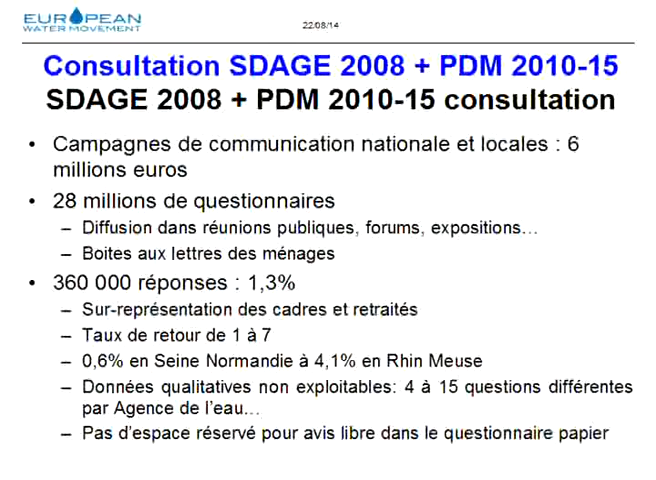 EUROPEAN
WATER MOVEMENT
22/08/14
Consultation SDAGE 2008 + PDM 2010-15
SDAGE 2008 + PDM 2010-15 consultation
• Campagnes de communication nationale et locales : 6
millions euros
• 28 millions de questionnaires
– Diffusion dans réunions publiques, forums, expositions…
– Boites aux lettres des ménages
• 360 000 réponses : 1,3%
– Sur-représentation des cadres et retraités
– Taux de retour de 1 à 7
– 0,6% en Seine Normandie à 4,1% en Rhin Meuse
– Données qualitatives non exploitables: 4 à 15 questions différentes
par Agence de l’eau…
– Pas d’espace réservé pour avis libre dans le questionnaire papier